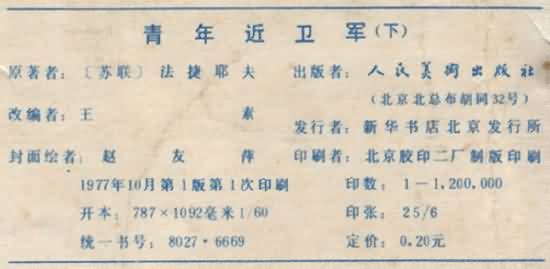 青年近卫军(下)
原著者：〔苏联〕法捷耶夫
改编者：王素
封面绘者：赵友萍
1977年10月第1版第1次印刷
开本：787×1092毫米1/60
统一书号：8027·6669
出版者：人民美術出版社
(北京北总布胡同32号)
发行者：新华书店北京发行所
印刷者：北京胶印二厂制版印刷
印数：1—1,200,000
印张：25/6
定价：0.20元